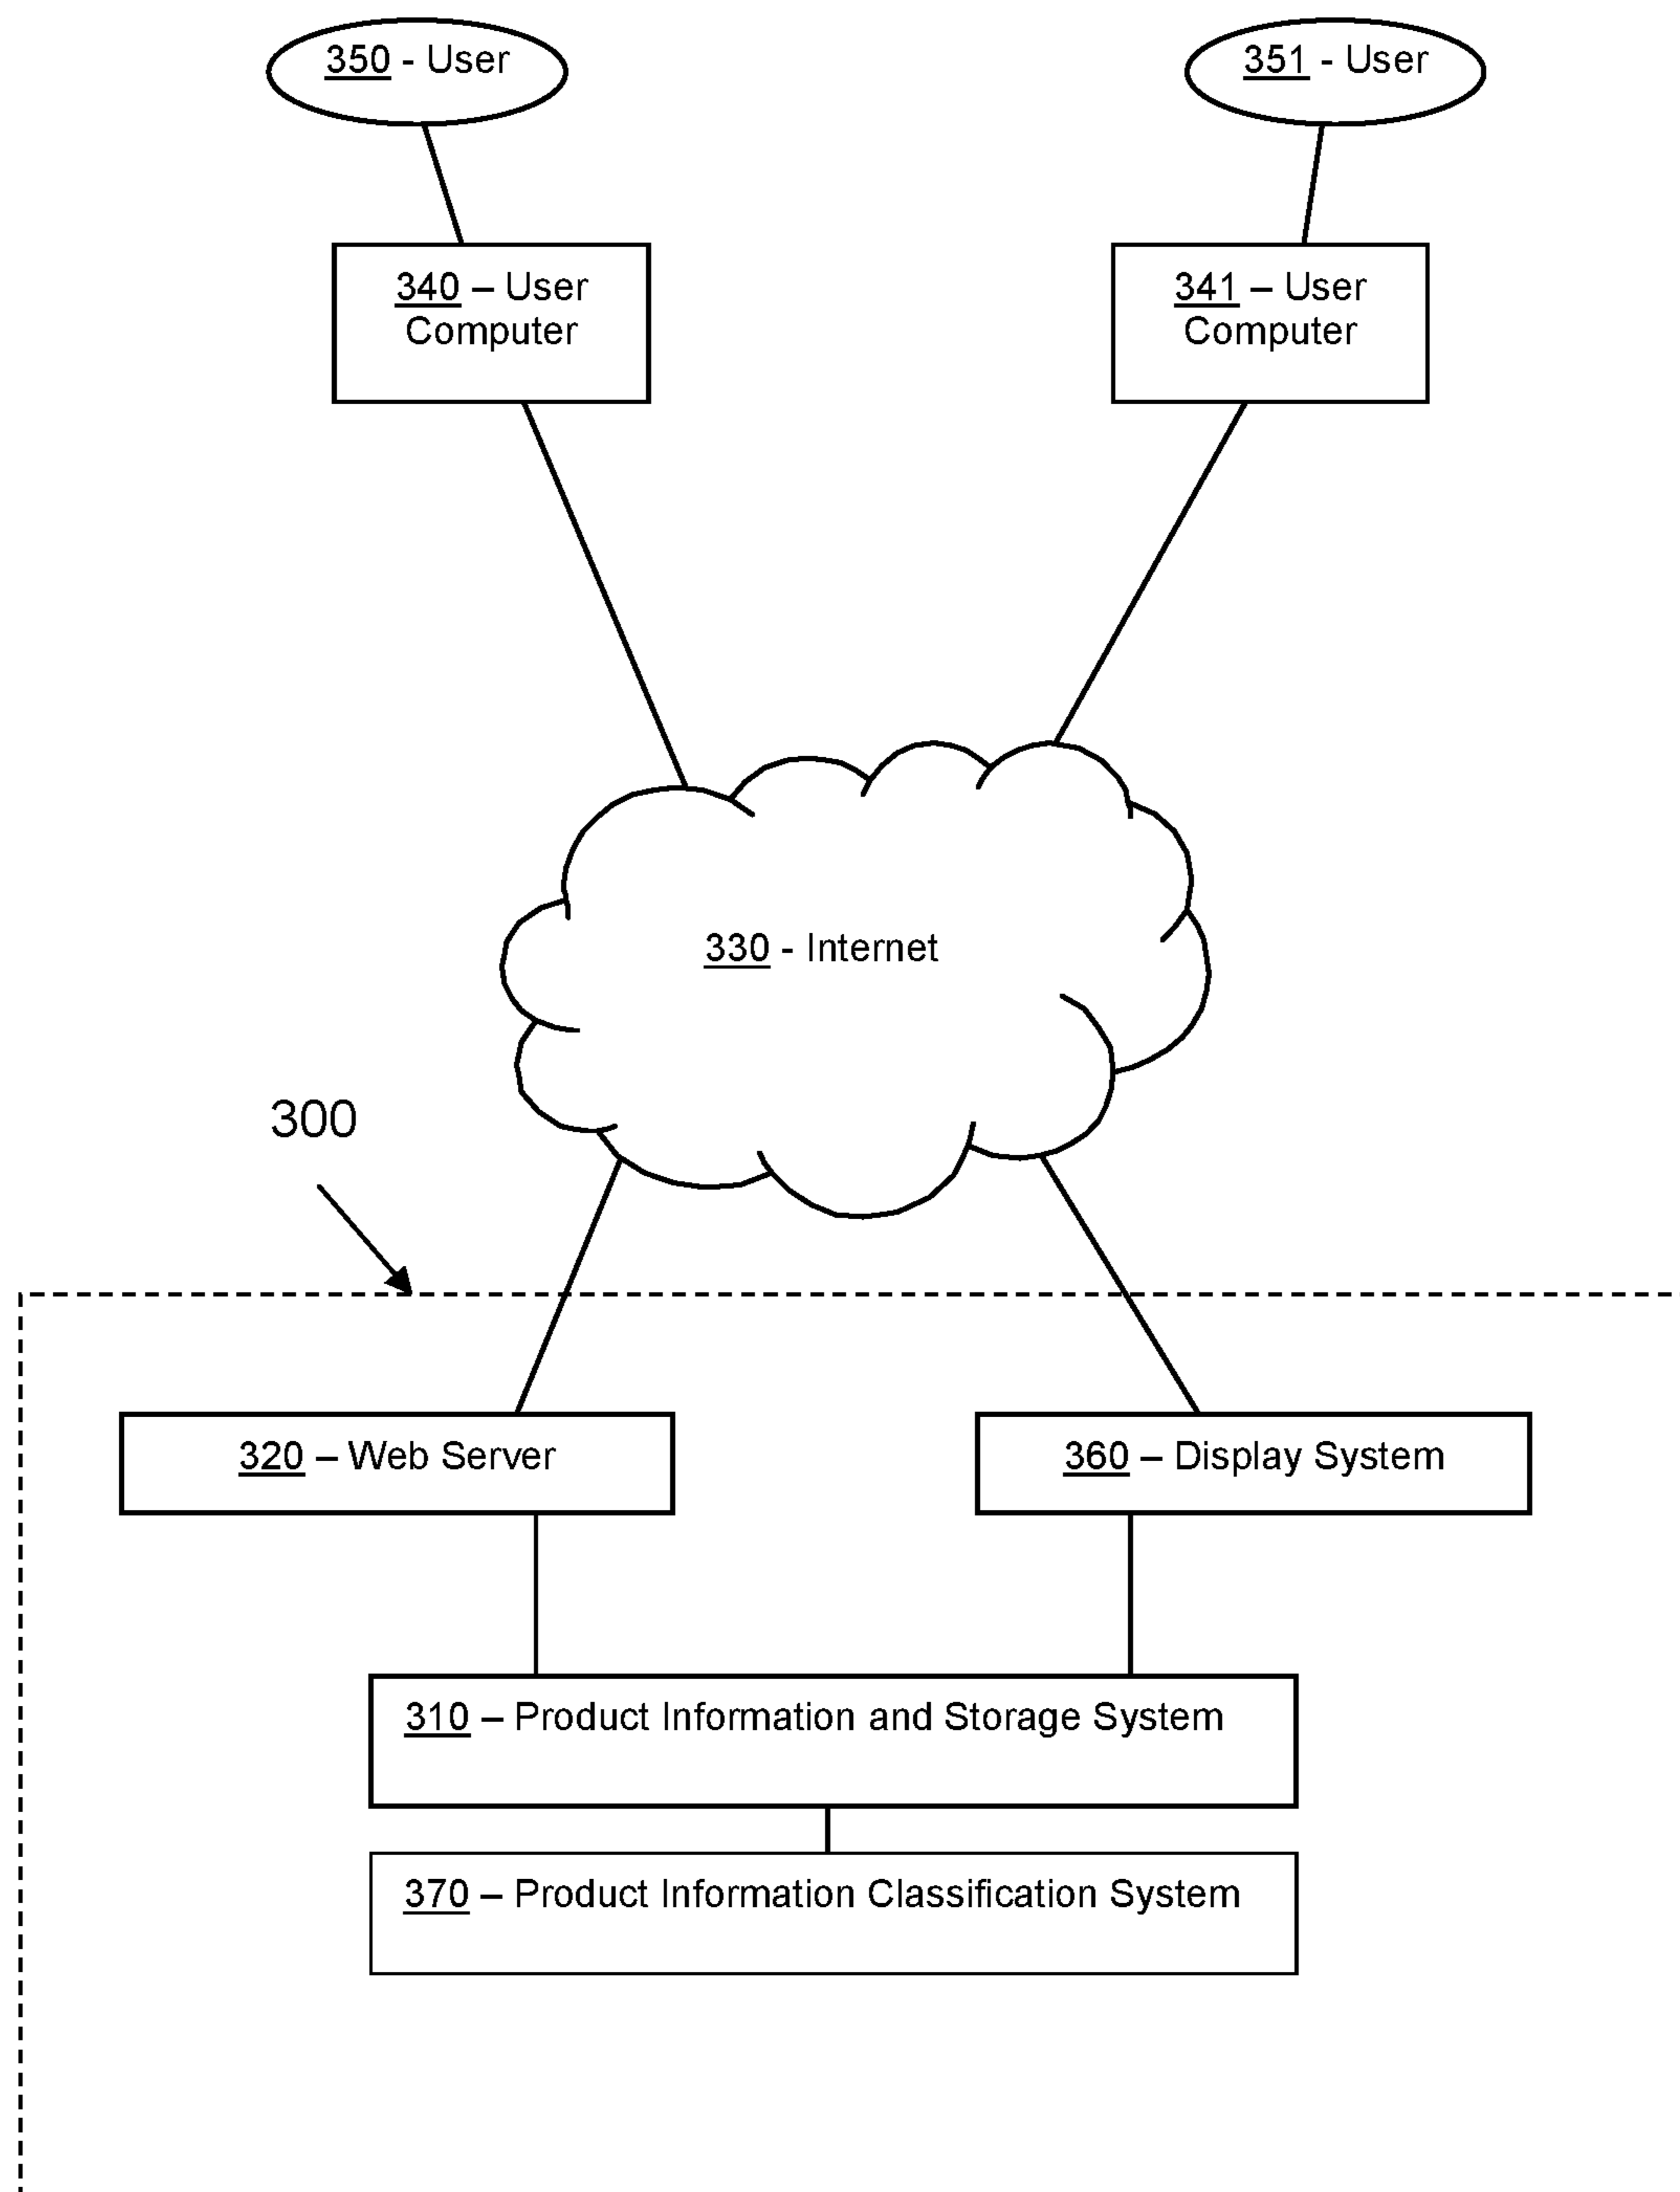 350 - User
351 - User
340 – User
Computer
341 – User
Computer
330 - Internet
300
320 – Web Server
360 – Display System
310 – Product Information and Storage System
370 – Product Information Classification System